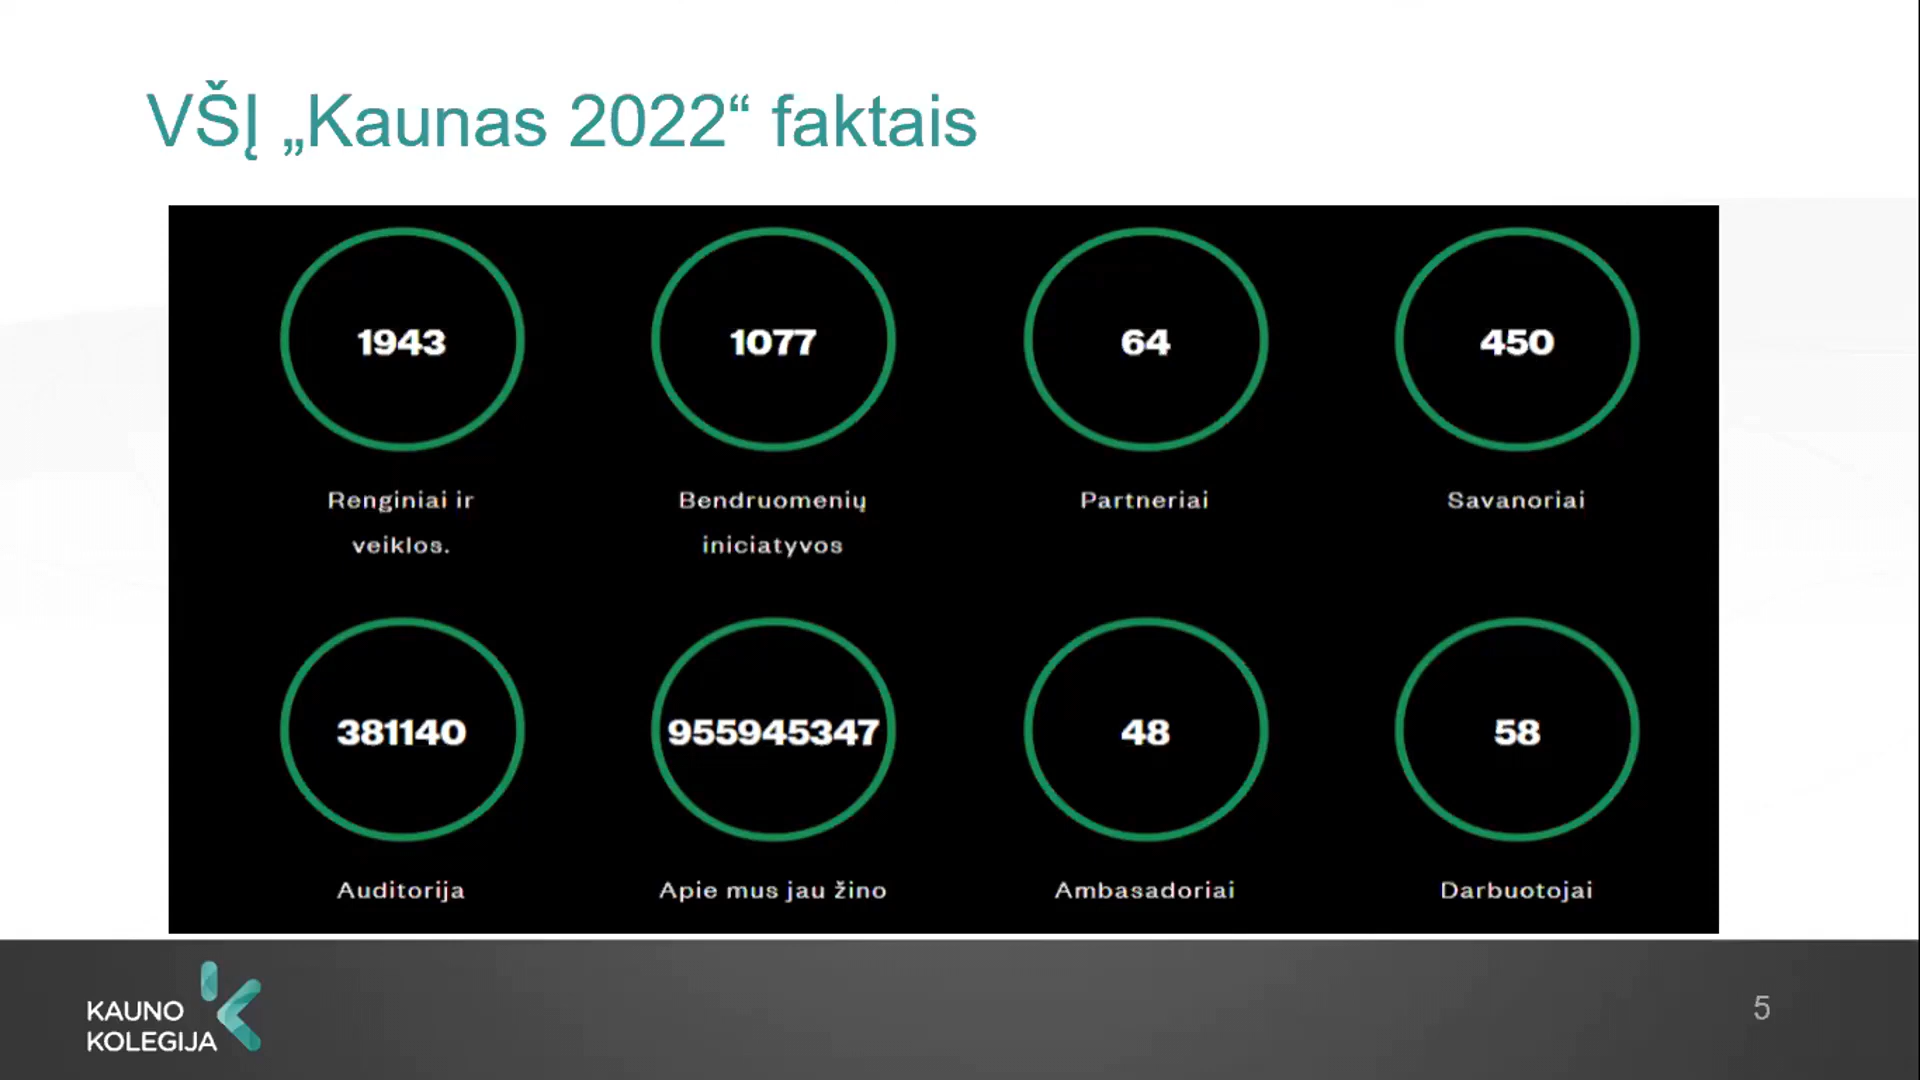 VŠĮ „Kaunas 2022“ faktais
1943
1077
64
450
Renginiai ir
veiklos.
Bendruomenių
iniciatyvos
Partneriai
Savanoriai
381140
955945347
48
58
Auditorija
Apie mus jau žino
Ambasadoriai
Darbuotojai
KAUNO
KOLEGIJA
5